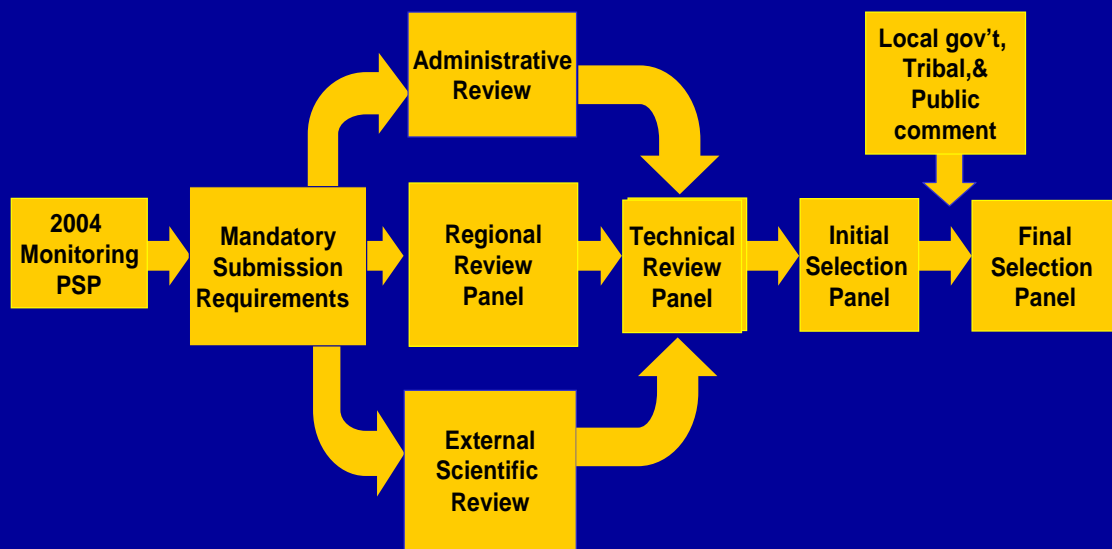 2004
Monitoring
PSP
Mandatory
Submission
Requirements
Administrative
Review
Regional
Review
Panel
External
Scientific
Review
Technical
Review
Panel
Initial
Selection
Panel
Local gov't,
Tribal,&
Public
comment
Final
Selection
Panel